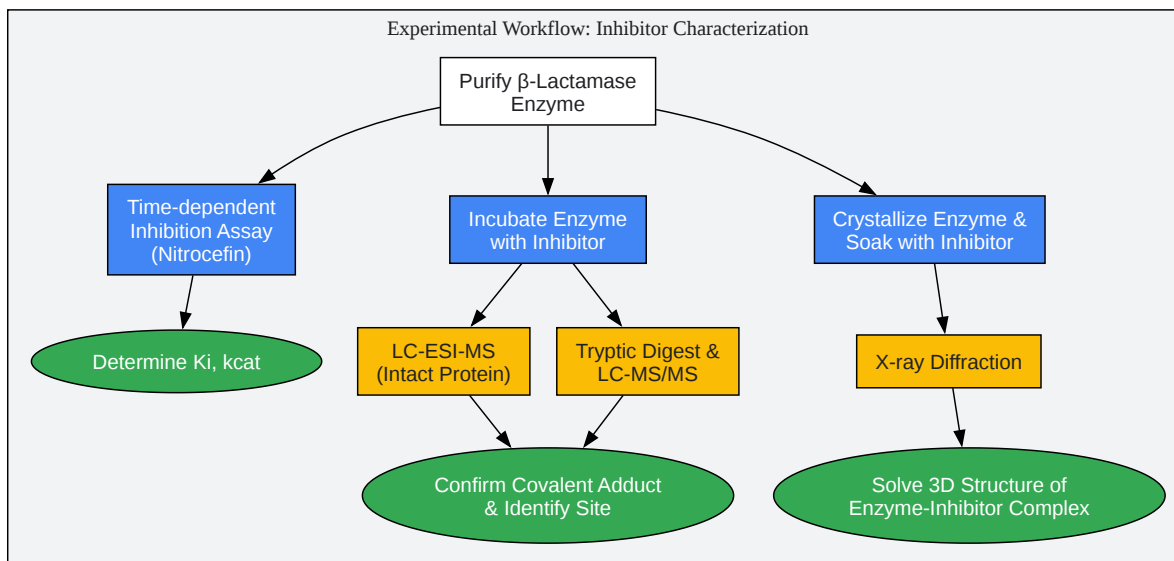 Experimental Workflow: Inhibitor Characterization
Purify β-Lactamase
Enzyme
Time-dependent
Inhibition Assay
(Nitrocefin)
Incubate Enzyme
with Inhibitor
Crystallize Enzyme &
Soak with Inhibitor
Determine Ki, kcat
LC-ESI-MS
(Intact Protein)
Tryptic Digest &
LC-MS/MS
X-ray Diffraction
Confirm Covalent Adduct
& Identify Site
Solve 3D Structure of
Enzyme-Inhibitor Complex